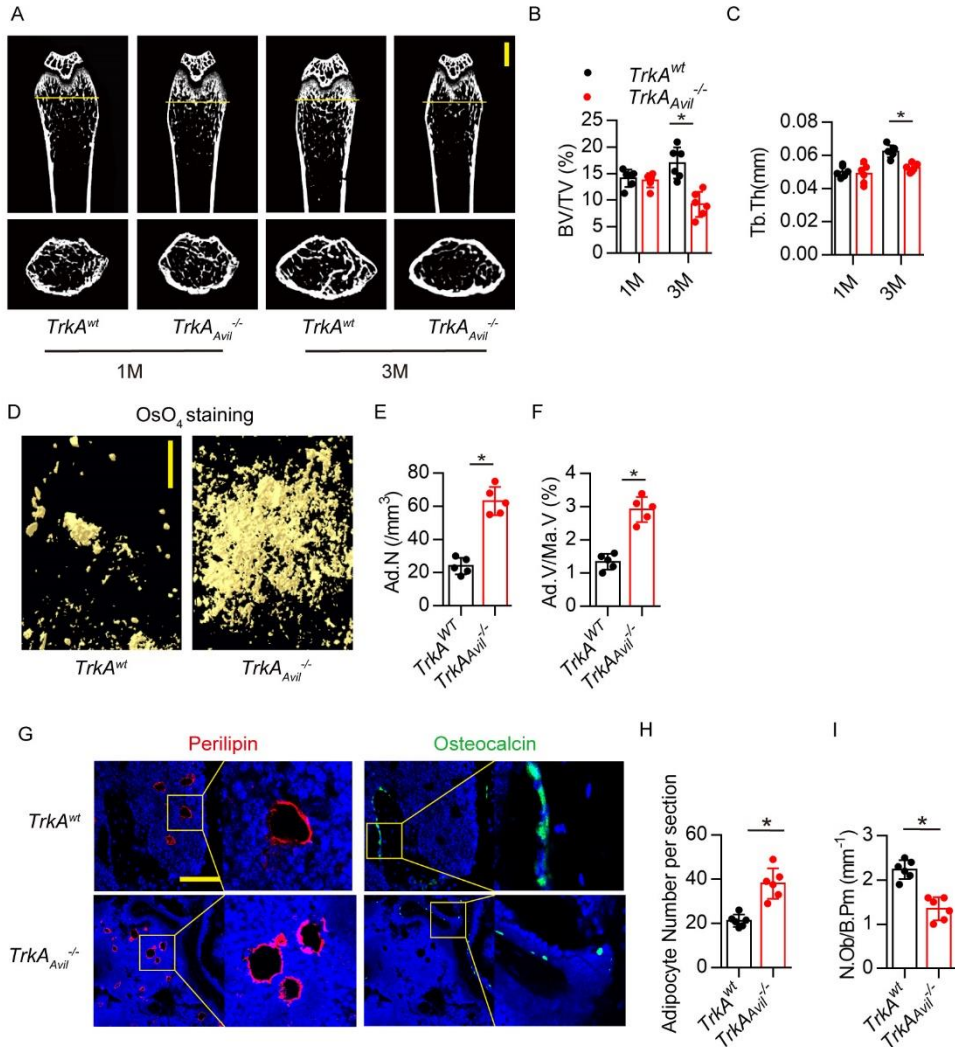 A
TrkA^wt
TrkA_Avil^-/-
TrkA^wt
TrkA_Avil^-/-
1M
3M
B
TrkA^wt
TrkA_Avil^-/-
BV/TV (%)
25
20
15
10
5
0
*
1M
3M
C
Tb.Th(mm)
0.08
0.06
0.04
0.02
0.00
*
1M
3M
D
OsO4 staining
TrkA^wt
TrkA_Avil^-/-
E
Ad.N (/mm^3)
80
60
40
20
0
*
TrkA^WT
TrkA_Avil^-/-
F
Ad.V/Ma.V (%)
4
3
2
1
0
*
TrkA^WT
TrkA_Avil^-/-
G
Perilipin
Osteocalcin
TrkA^wt
TrkA_Avil^-/-
H
Adipocyte Number per section
60
40
20
0
*
TrkA^wt
TrkA_Avil^-/-
I
N.Ob/B.Pm (mm^-1)
3
2
1
0
*
TrkA^wt
TrkA_Avil^-/-